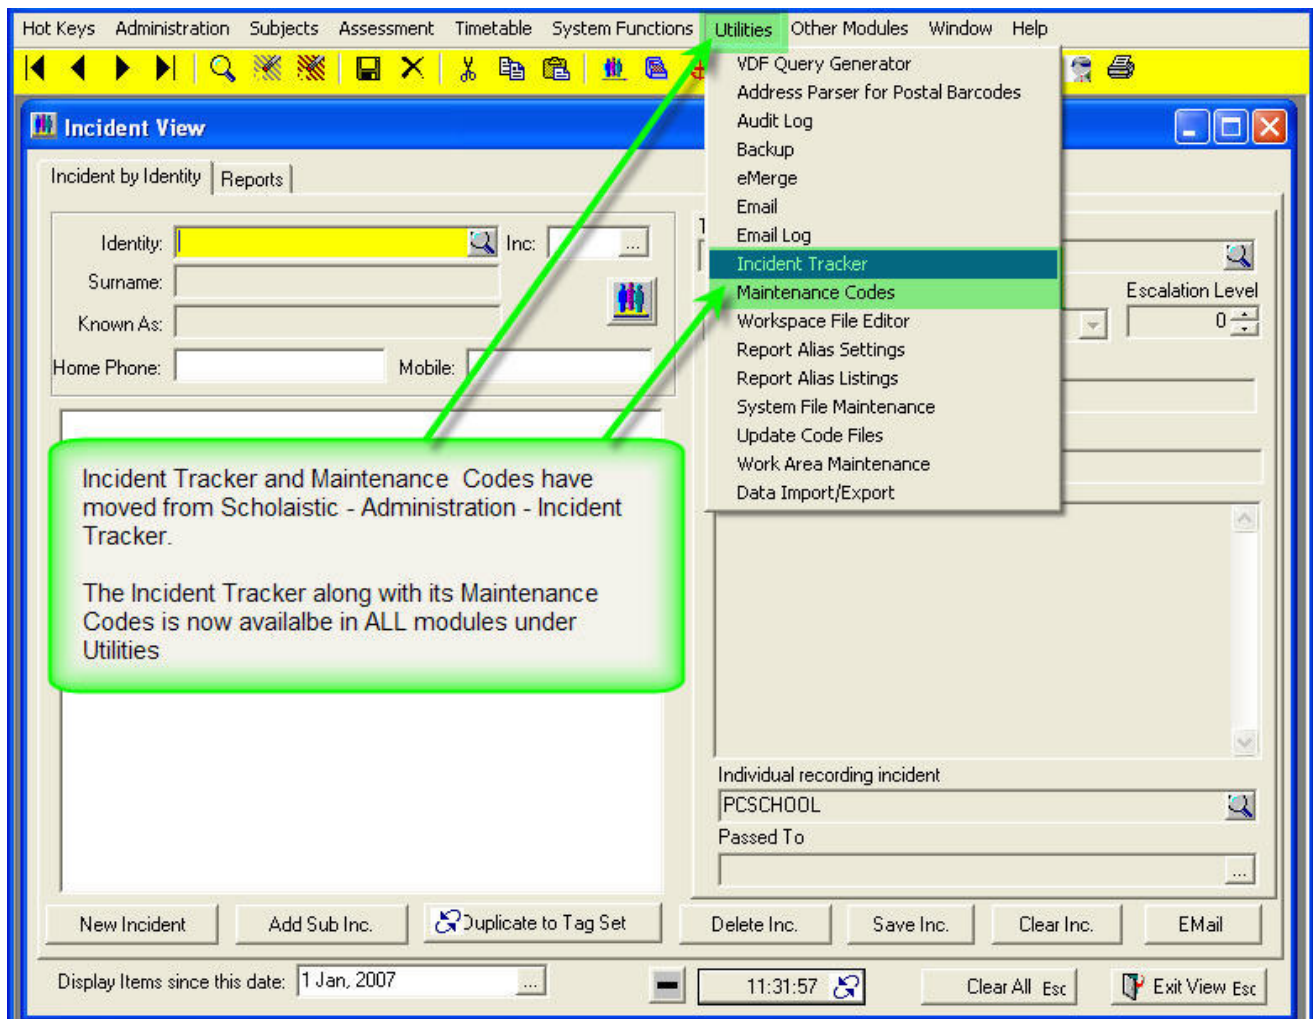 Hot Keys Administration Subjects Assessment Timetable System Functions Utilities Other Modules Window Help
VDF Query Generator
Address Parser for Postal Barcodes
Audit Log
Backup
eMerge
Email
Email Log
Incident Tracker
Maintenance Codes
Workspace File Editor
Report Alias Settings
Report Alias Listings
System File Maintenance
Update Code Files
Work Area Maintenance
Data Import/Export
Incident View
Incident by Identity Reports
Identity: Inc: ...
Surname:
Known As:
Home Phone: Mobile:
Escalation Level
0
Incident Tracker and Maintenance Codes have
moved from Scholaistic - Administration - Incident
Tracker.
The Incident Tracker along with its Maintenance
Codes is now availalbe in ALL modules under
Utilities
Individual recording incident
PCSCHOOL
Passed To
...
New Incident Add Sub Inc. Duplicate to Tag Set Delete Inc. Save Inc. Clear Inc. EMail
Display Items since this date: 1 Jan, 2007 ... 11:31:57 Clear All Esc Exit View Esc